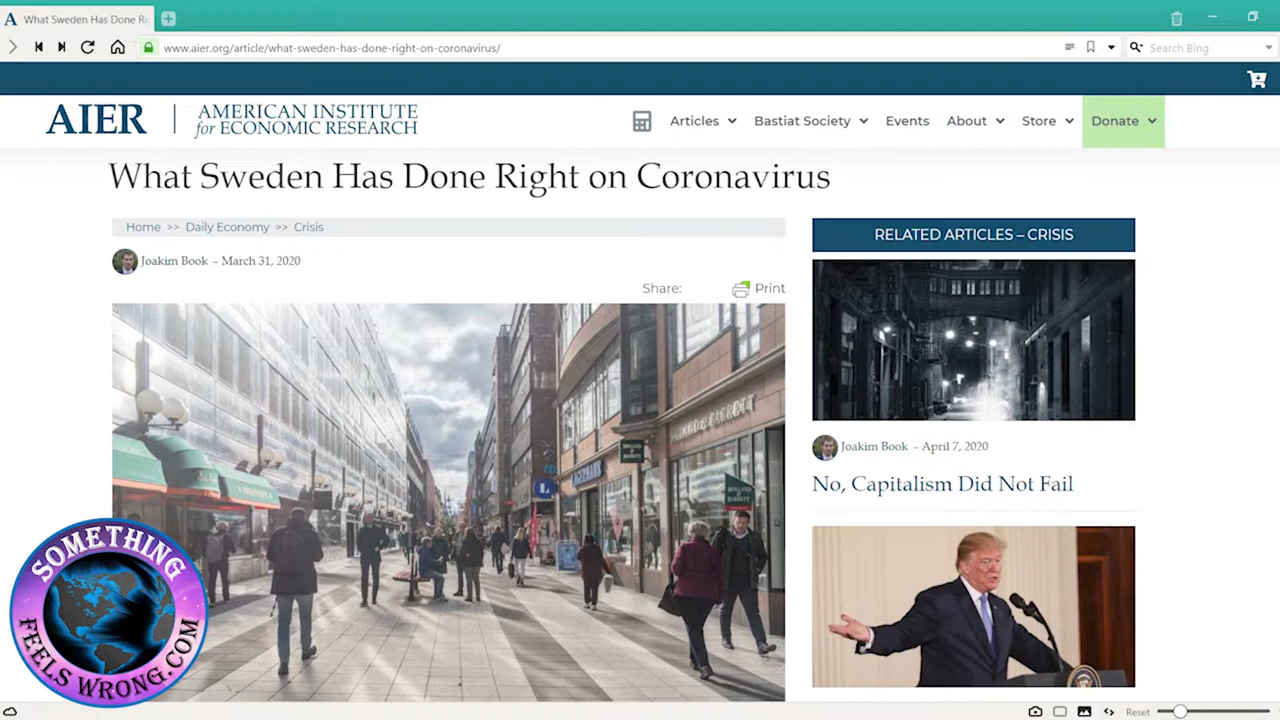 What Sweden Has Done Ri
www.aier.org/article/what-sweden-has-done-right-on-coronavirus/
Search Bing
AIER
AMERICAN INSTITUTE
for ECONOMIC RESEARCH
Articles
Bastiat Society
Events
About
Store
Donate
What Sweden Has Done Right on Coronavirus
Home >> Daily Economy >> Crisis
Joakim Book – March 31, 2020
Share:
Print
RELATED ARTICLES – CRISIS
Joakim Book – April 7, 2020
No, Capitalism Did Not Fail
SOMETHING
FEELS WRONG.COM
Reset